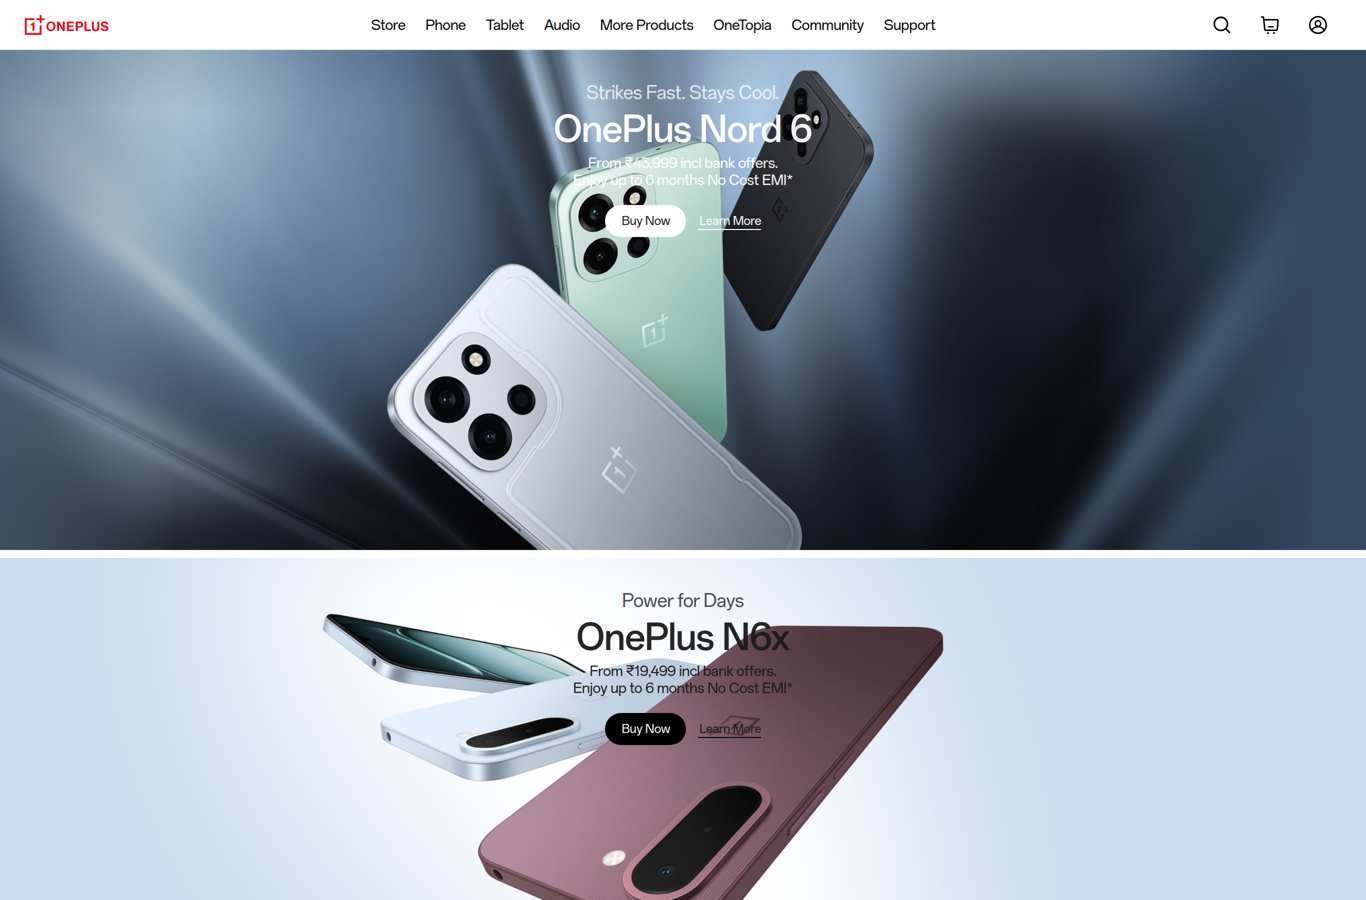 ONEPLUS
Store Phone Tablet Audio More Products OneTopia Community Support
Strikes Fast. Stays Cool.
OnePlus Nord 6
From ₹43,999 incl bank offers.
Enjoy up to 6 months No Cost EMI*
Buy Now Learn More
Power for Days
OnePlus N6x
From ₹19,499 incl bank offers.
Enjoy up to 6 months No Cost EMI*
Buy Now Learn More